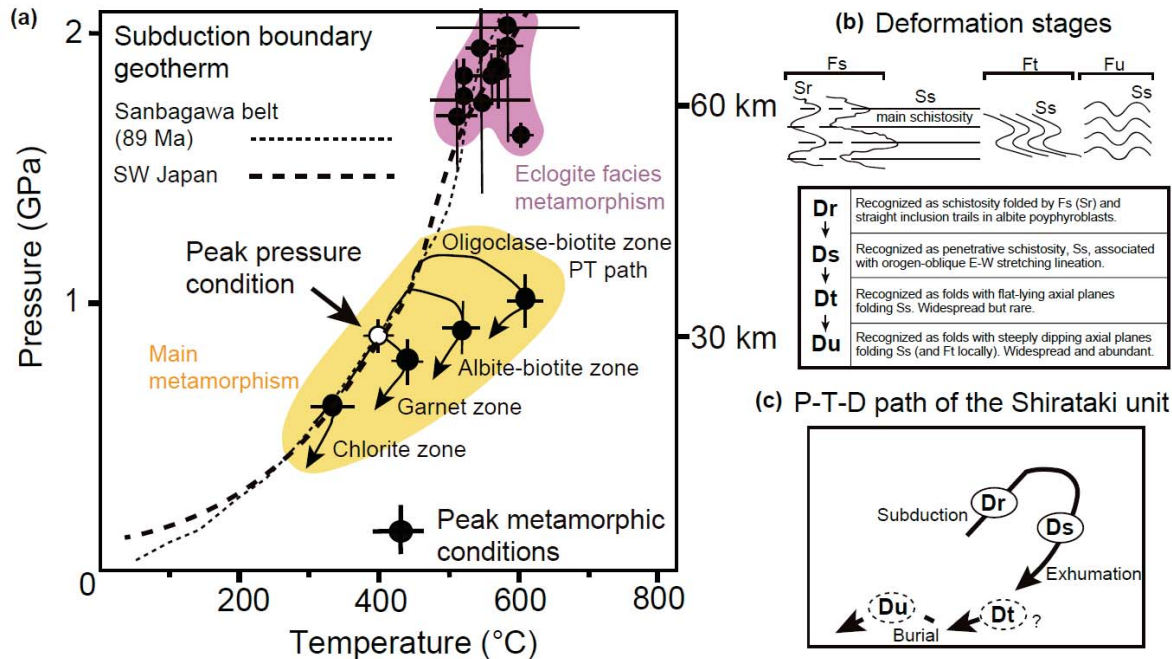 (a)
2
Subduction boundary
geotherm
Sanbagawa belt
(89 Ma)
SW Japan
60 km
Eclogite facies
metamorphism
Pressure (GPa)
Peak pressure
condition
Oligoclase-biotite zone
PT path
1
30 km
Main
metamorphism
Albite-biotite zone
Garnet zone
Chlorite zone
Peak metamorphic
conditions
0
200
400
600
800
Temperature (°C)
(b) Deformation stages
Fs
Ft
Fu
Sr
Ss
Ss
Ss
main schistosity
Dr
Recognized as schistosity folded by Fs (Sr) and
straight inclusion trails in albite poyphyroblasts.
Ds
Recognized as penetrative schistosity, Ss, associated
with orogen-oblique E-W stretching lineation.
Dt
Recognized as folds with flat-lying axial planes
folding Ss. Widespread but rare.
Du
Recognized as folds with steeply dipping axial planes
folding Ss (and Ft locally). Widespread and abundant.
(c) P-T-D path of the Shirataki unit
Dr
Subduction
Ds
Exhumation
Du
Dt
?
Burial